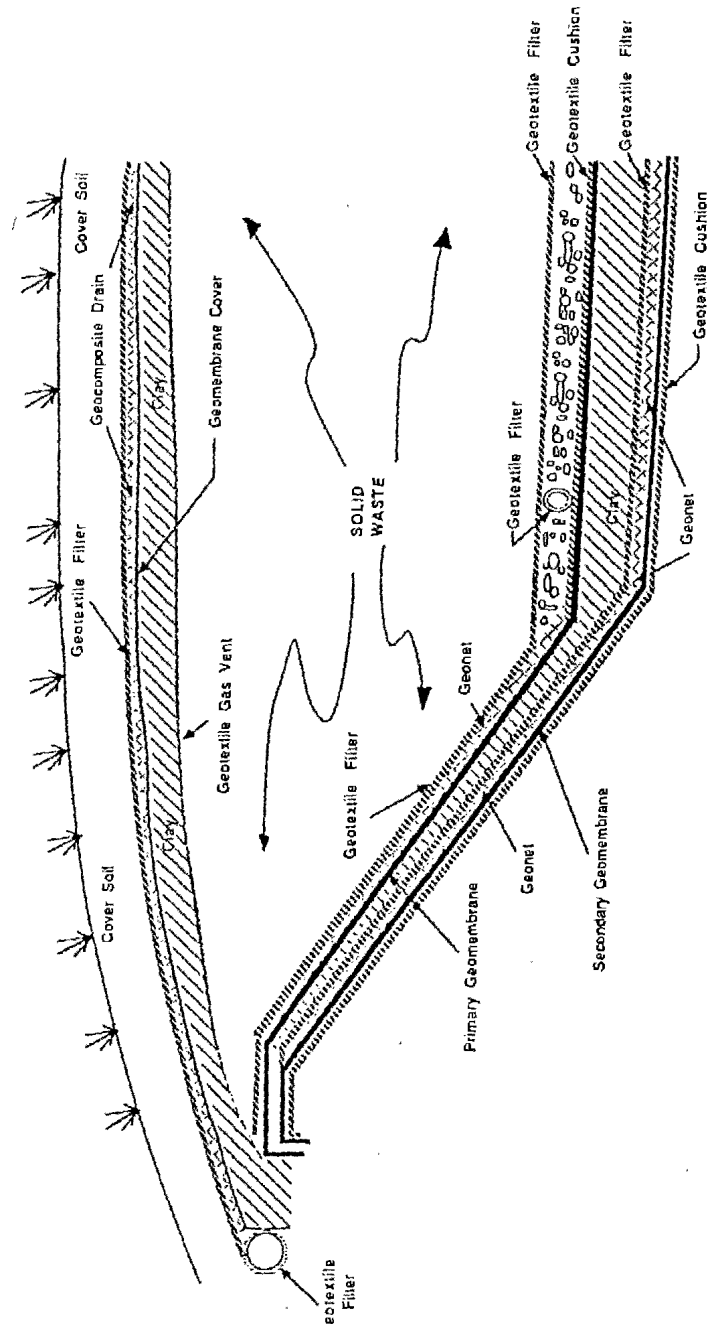 Cover Soil
Geotextile Filter
Geocomposite Drain
Cover Soil
Clay
Clay
Geomembrane Cover
Geotextile Gas Vent
SOLID
WASTE
eotextile
Filter
Geotextile Filter
Geonet
Geotextile Filter
Geotextile Filter
Geotextile Cushion
Geotextile Filter
Clay
Primary Geomembrane
Geonet
Secondary Geomembrane
Geonet
Geotextile Cushion